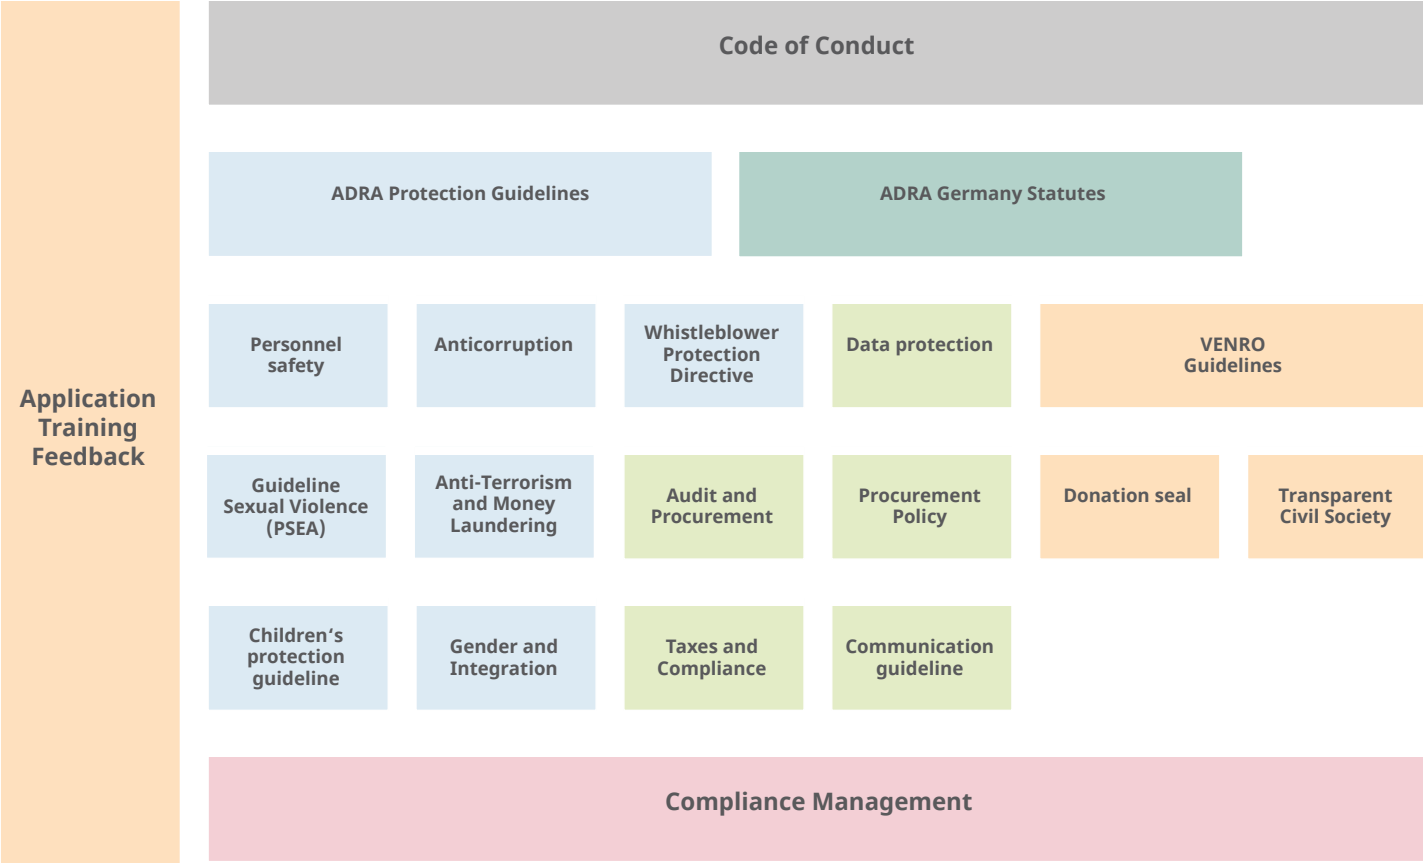 Code of Conduct
ADRA Protection Guidelines
ADRA Germany Statutes
Application
Training
Feedback
Personnel
safety
Anticorruption
Whistleblower
Protection
Directive
Data protection
VENRO
Guidelines
Guideline
Sexual Violence
(PSEA)
Anti-Terrorism
and Money
Laundering
Audit and
Procurement
Procurement
Policy
Donation seal
Transparent
Civil Society
Children‘s
protection
guideline
Gender and
Integration
Taxes and
Compliance
Communication
guideline
Compliance Management